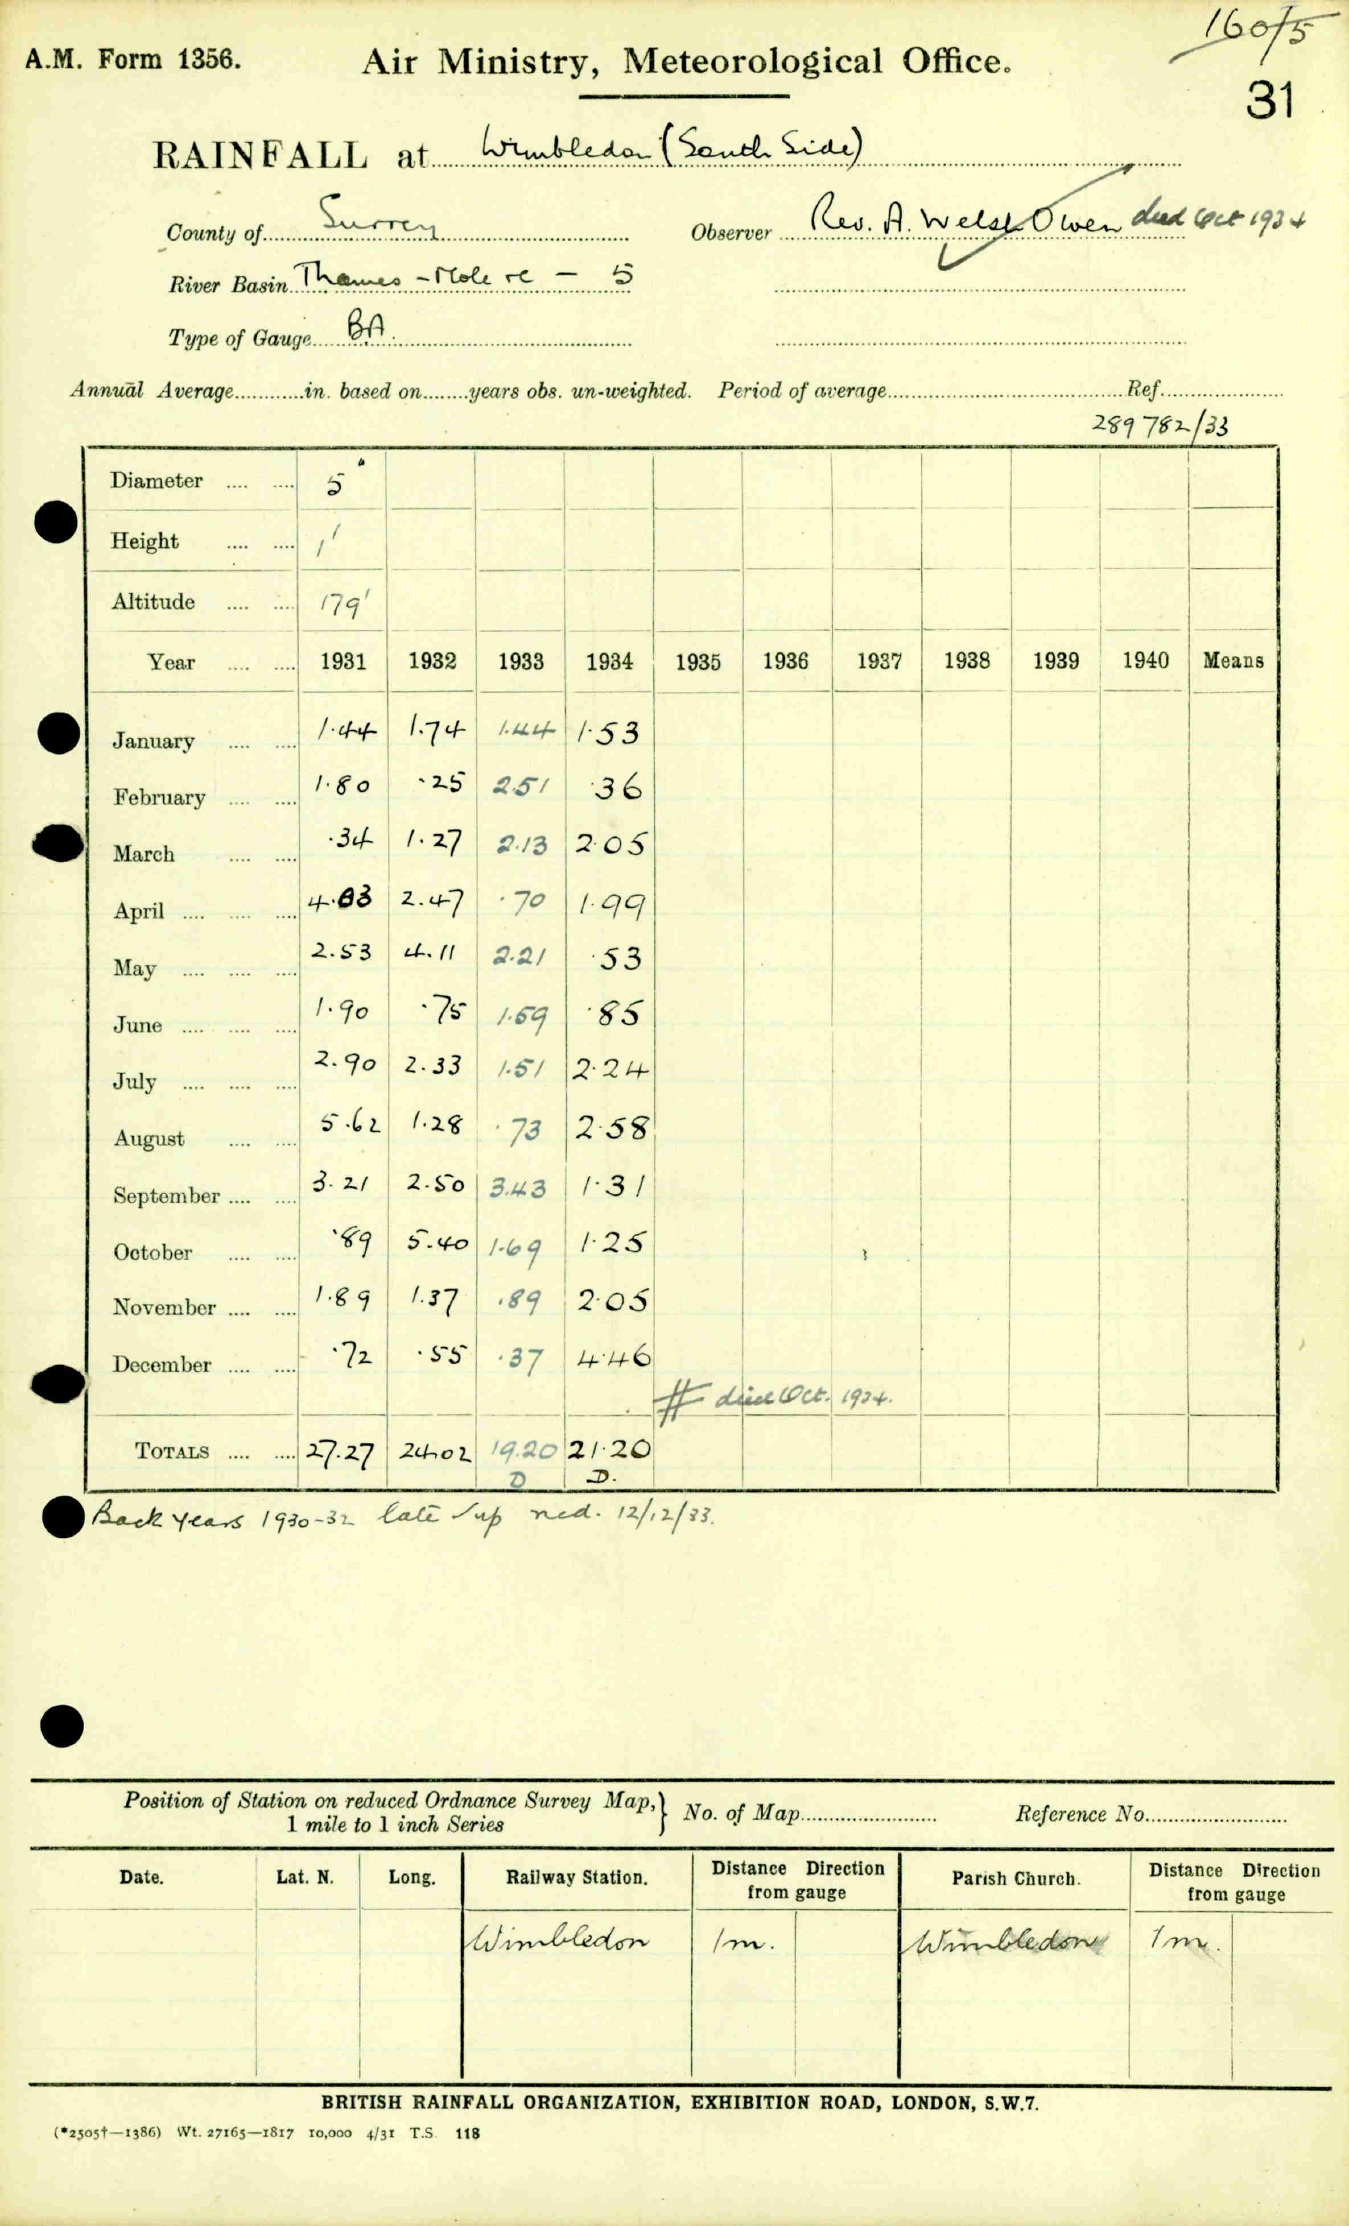 160/5
A.M. Form 1356. Air Ministry, Meteorological Office.
31
RAINFALL at Wimbledon (South Side)
County of Surrey Observer Rev. A. Welsh Owen died Oct 1934
River Basin Thames - Mole rc - 5
Type of Gauge BA.
Annual Average............in. based on........years obs. un-weighted. Period of average........ Ref........
289782/33
Diameter .... .... 5"
Height .... .... 1'
Altitude .... .... 179'
Year .... .... 1931 1932 1933 1934 1935 1936 1937 1938 1939 1940 Means
January .... .... 1.44 1.74 1.44 1.53
February .... .... 1.80 .25 2.51 .36
March .... .... .34 1.27 2.13 2.05
April .... .... .... 4.03 2.47 .70 1.99
May .... .... .... 2.53 4.11 2.21 .53
June .... .... .... 1.90 .75 1.59 .85
July .... .... .... 2.90 2.33 1.51 2.24
August .... .... 5.62 1.28 .73 2.58
September .... .... 3.21 2.50 3.43 1.31
October .... .... .89 5.40 1.69 1.25
November .... .... 1.89 1.37 .89 2.05
December .... .... .72 .55 .37 4.46
# died Oct. 1934.
TOTALS .... .... 27.27 24.02 19.20 21.20
D D.
Back years 1930-32 late sup red. 12/12/33.
Position of Station on reduced Ordnance Survey Map,} No. of Map........ Reference No........
1 mile to 1 inch Series
Date. Lat. N. Long. Railway Station. Distance Direction from gauge Parish Church. Distance Direction from gauge
Wimbledon 1m. Wimbledon 1m.
BRITISH RAINFALL ORGANIZATION, EXHIBITION ROAD, LONDON, S.W.7.
(*2505†—1386) Wt. 27165—1817 10,000 4/31 T.S. 118